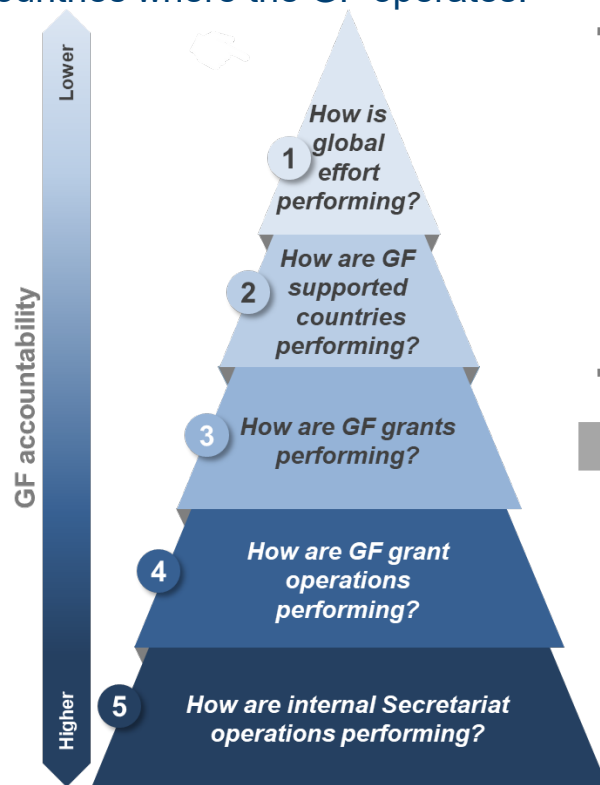 countries where the GF operates.
Lower
GF accountability
Higher
1
How is
global
effort
performing?
2
How are GF
supported
countries
performing?
3
How are GF grants
performing?
4
How are GF grant
operations
performing?
5
How are internal Secretariat
operations performing?